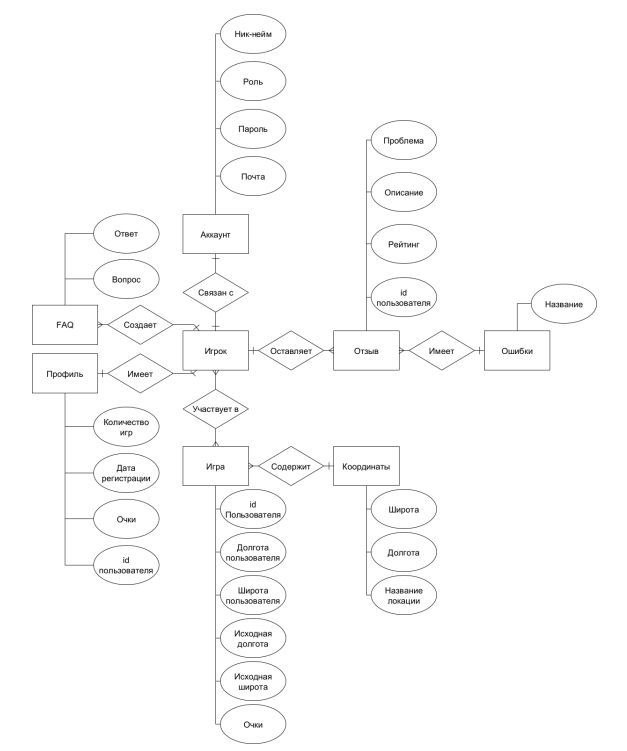 Ник-нейм
Роль
Пароль
Почта
Аккаунт
Связан с
Проблема
Описание
Рейтинг
id
пользователя
Название
Ответ
Вопрос
FAQ
Создает
Игрок
Оставляет
Отзыв
Имеет
Ошибки
Профиль
Имеет
Участвует в
Количество
игр
Дата
регистрации
Очки
id
пользователя
Игра
Содержит
Координаты
id
Пользователя
Долгота
пользователя
Широта
пользователя
Исходная
долгота
Исходная
широта
Очки
Широта
Долгота
Название
локации